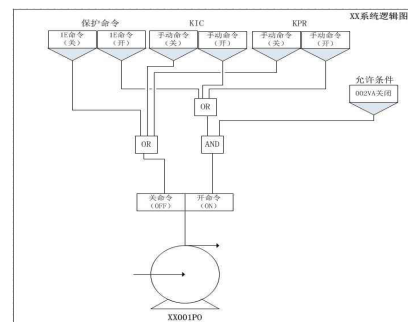 XX系统逻辑图
保护命令 KIC KPR
1E命令
（关）
1E命令
（开）
手动命令
（关）
手动命令
（开）
手动命令
（关）
手动命令
（开）
允许条件
002VA关闭
OR
OR
AND
关命令
（OFF）
开命令
（ON）
XX001PO